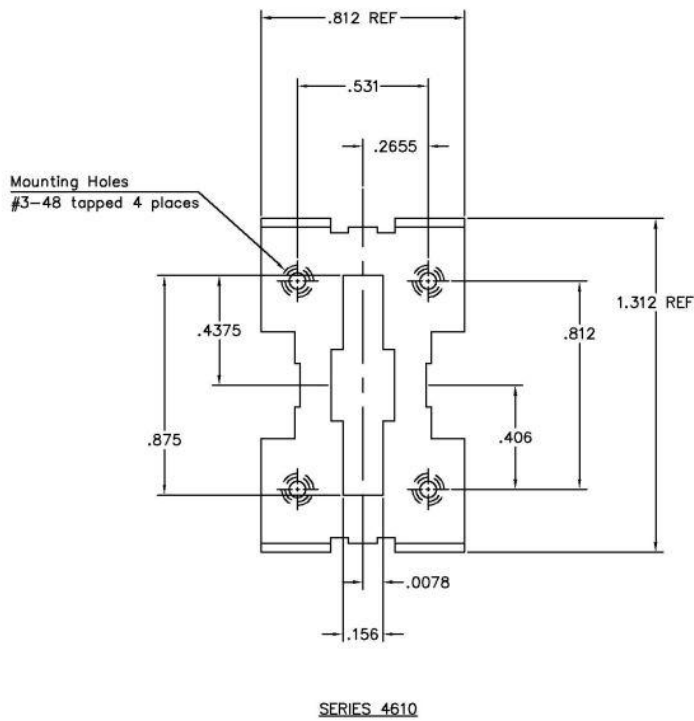 .812 REF
.531
.2655
Mounting Holes
#3-48 tapped 4 places
1.312 REF
.4375
.812
.875
.406
.0078
.156
SERIES 4610